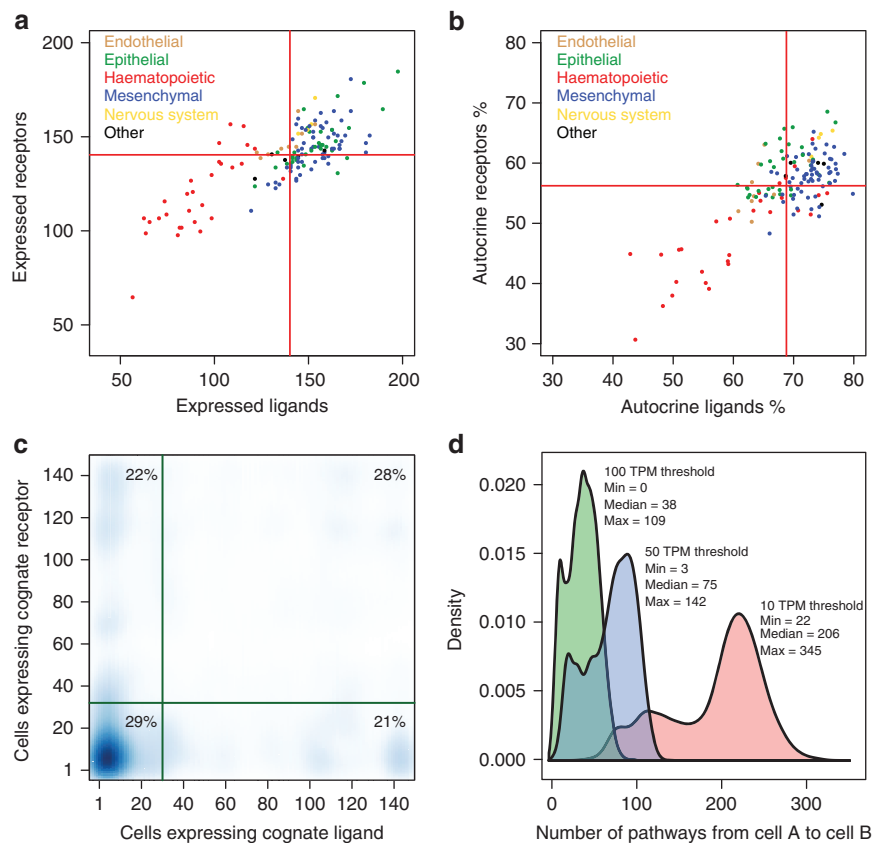 a
200
150
100
50
Expressed receptors
Endothelial
Epithelial
Haematopoietic
Mesenchymal
Nervous system
Other
50 100 150 200
Expressed ligands
b
80
70
60
50
40
30
Autocrine receptors %
Endothelial
Epithelial
Haematopoietic
Mesenchymal
Nervous system
Other
30 40 50 60 70 80
Autocrine ligands %
c
140
120
100
80
60
40
20
1
Cells expressing cognate receptor
22%
28%
29%
21%
1 20 40 60 80 100 120 140
Cells expressing cognate ligand
d
0.020
0.015
0.010
0.005
0.000
Density
100 TPM threshold
Min = 0
Median = 38
Max = 109
50 TPM threshold
Min = 3
Median = 75
Max = 142
10 TPM threshold
Min = 22
Median = 206
Max = 345
0 100 200 300
Number of pathways from cell A to cell B